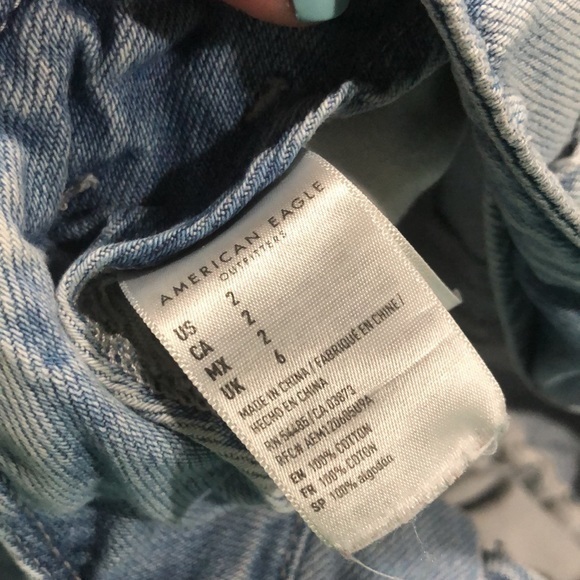 AMERICAN EAGLE
OUTFITTERS
US 2
CA 2
MX 2
UK 6
MADE IN CHINA / FABRIQUE EN CHINE /
HECHO EN CHINA
RN 54485/ CA 03873
EN 100% COTTON
FR 100% COTON
SP 100% algodón